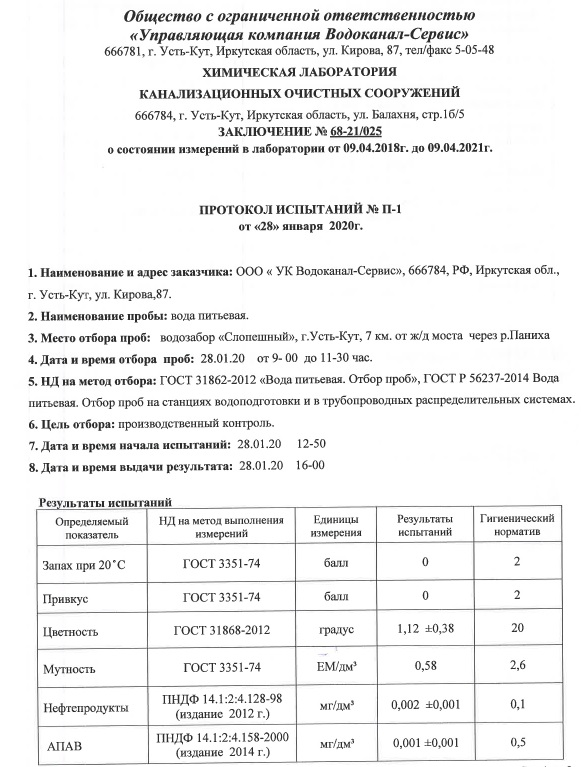 Общество с ограниченной ответственностью
«Управляющая компания Водоканал-Сервис»
666781, г. Усть-Кут, Иркутская область, ул. Кирова, 87, тел/факс 5-05-48
ХИМИЧЕСКАЯ ЛАБОРАТОРИЯ
КАНАЛИЗАЦИОННЫХ ОЧИСТНЫХ СООРУЖЕНИЙ
666784, г. Усть-Кут, Иркутская область, ул. Балахня, стр.1б/5
ЗАКЛЮЧЕНИЕ № 68-21/025
о состоянии измерений в лаборатории от 09.04.2018г. до 09.04.2021г.
ПРОТОКОЛ ИСПЫТАНИЙ № П-1
от «28» января 2020г.
1. Наименование и адрес заказчика: ООО « УК Водоканал-Сервис», 666784, РФ, Иркутская обл.,
г. Усть-Кут, ул. Кирова,87.
2. Наименование пробы: вода питьевая.
3. Место отбора проб: водозабор «Слопешный», г.Усть-Кут, 7 км. от ж/д моста через р.Паниха
4. Дата и время отбора проб: 28.01.20 от 9- 00 до 11-30 час.
5. НД на метод отбора: ГОСТ 31862-2012 «Вода питьевая. Отбор проб», ГОСТ Р 56237-2014 Вода
питьевая. Отбор проб на станциях водоподготовки и в трубопроводных распределительных системах.
6. Цель отбора: производственный контроль.
7. Дата и время начала испытаний: 28.01.20 12-50
8. Дата и время выдачи результата: 28.01.20 16-00
Результаты испытаний
Определяемый показатель НД на метод выполнения измерений Единицы измерения Результаты испытаний Гигиенический норматив
Запах при 20˚С ГОСТ 3351-74 балл 0 2
Привкус ГОСТ 3351-74 балл 0 2
Цветность ГОСТ 31868-2012 градус 1,12 ±0,38 20
Мутность ГОСТ 3351-74 ЕМ/дм³ 0,58 2,6
Нефтепродукты ПНДФ 14.1:2:4.128-98 (издание 2012 г.) мг/дм³ 0,002 ±0,001 0,1
АПАВ ПНДФ 14.1:2:4.158-2000 (издание 2014 г.) мг/дм³ 0,001 ±0,001 0,5